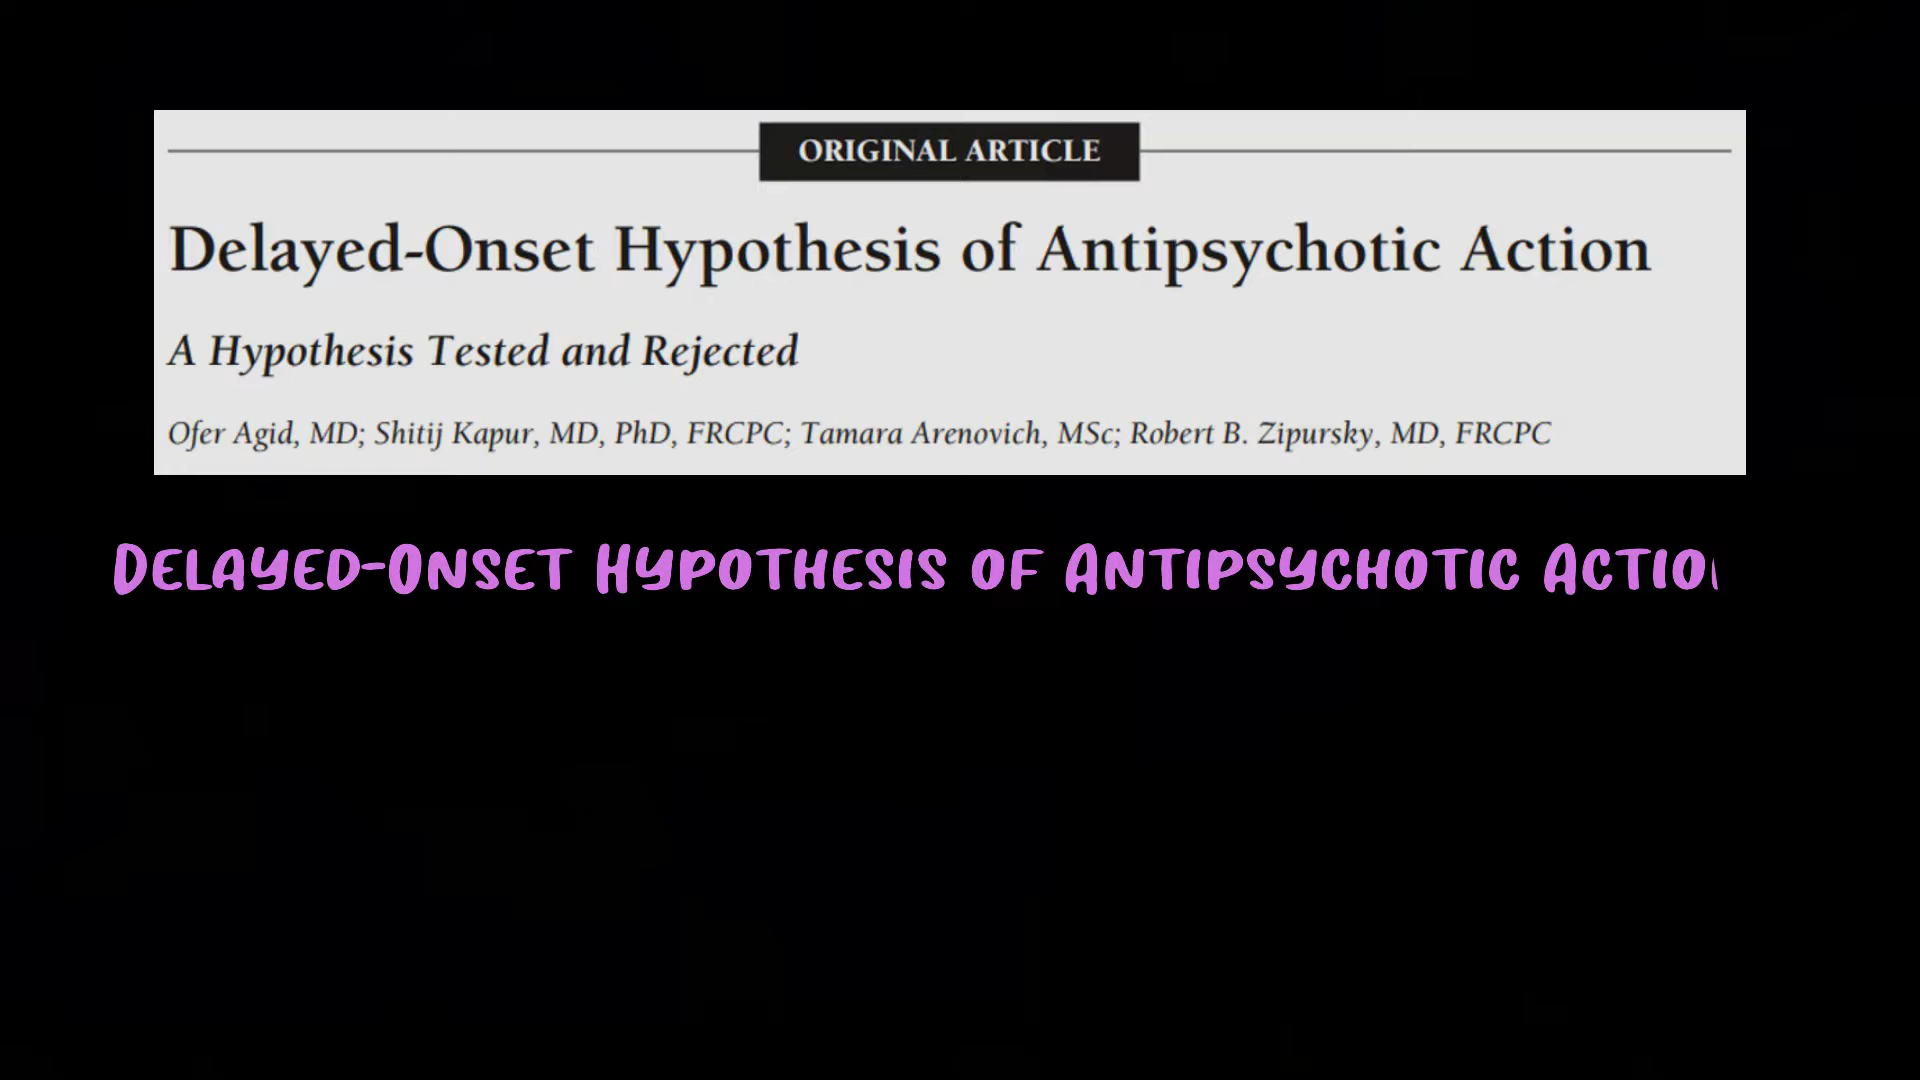 ORIGINAL ARTICLE
Delayed-Onset Hypothesis of Antipsychotic Action
A Hypothesis Tested and Rejected
Ofer Agid, MD; Shitij Kapur, MD, PhD, FRCPC; Tamara Arenovich, MSc; Robert B. Zipursky, MD, FRCPC
Delayed-Onset Hypothesis of Antipsychotic Actio